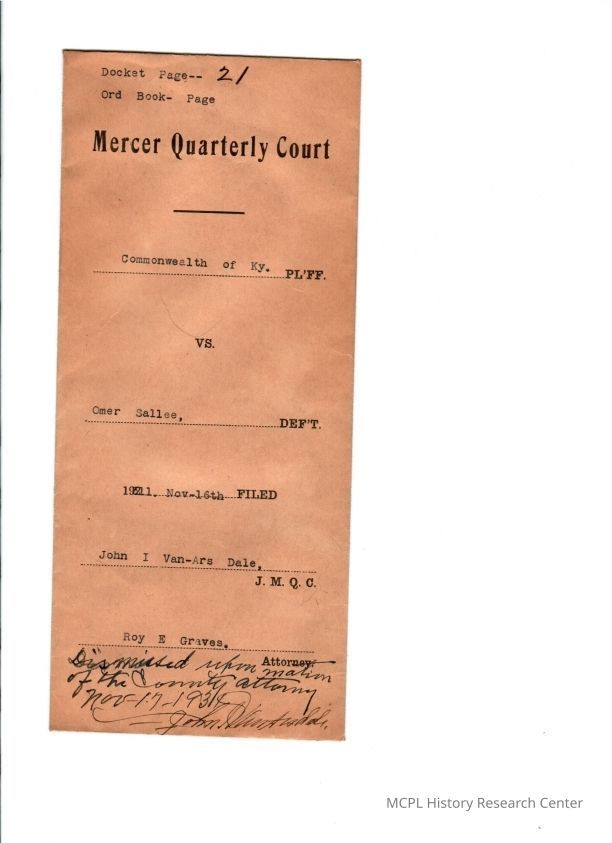 Docket Page-- 21
Ord Book- Page
Mercer Quarterly Court
Commonwealth of Ky. PL'FF.
VS.
Omer Sallee, DEF'T.
Nov-16th FILED
John I Van-Ars Dale,
J. M. Q. C.
Roy E Graves.
Attorney.
Dismissed upon motion
of the County attorney
Nov-17-1931
John
MCPL History Research Center